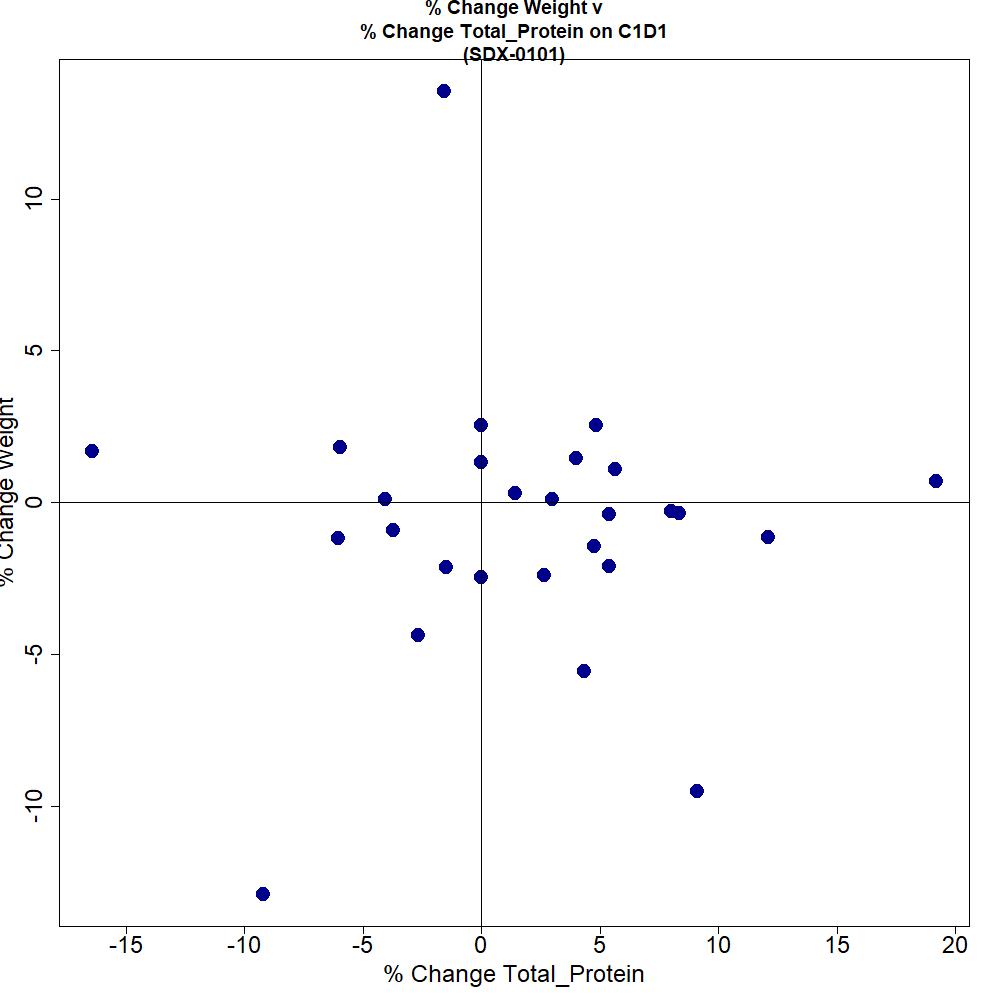 % Change Weight v
% Change Total_Protein on C1D1
(SDX-0101)
% Change Weight
10
5
0
-5
-10
-15
-10
-5
0
5
10
15
20
% Change Total_Protein